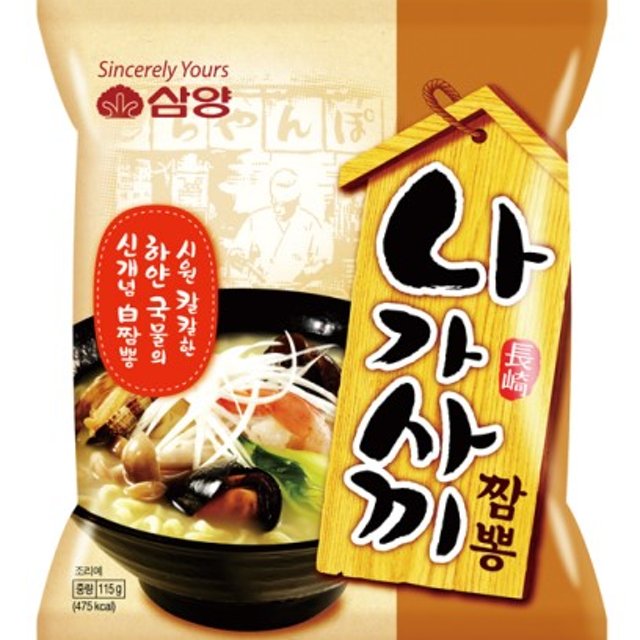 Sincerely Yours
삼양
ちゃんぽ
시원 칼칼한
하얀 국물의
신개념 白짬뽕
나가사끼
長崎
짬뽕
조리예
중량 115g
(475 kcal)